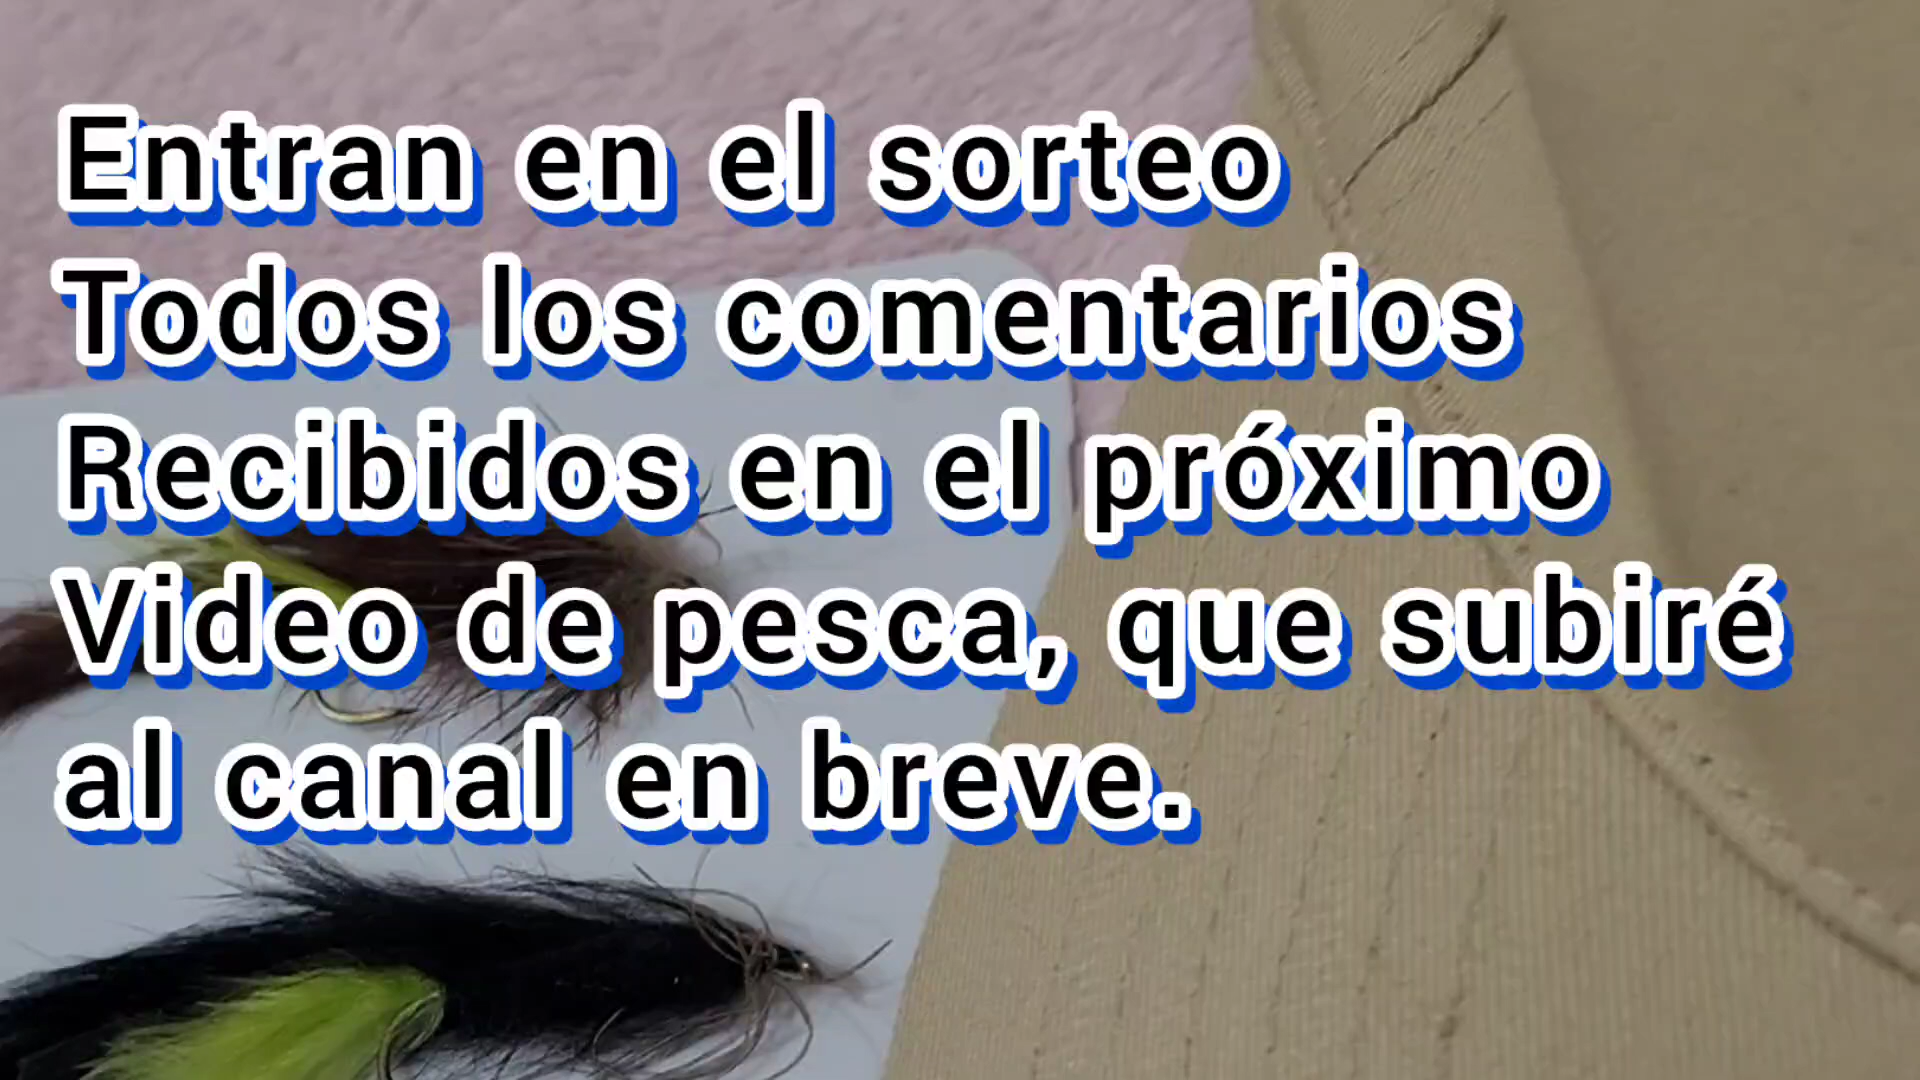 Entran en el sorteo
Todos los comentarios
Recibidos en el próximo
Video de pesca, que subiré
al canal en breve.